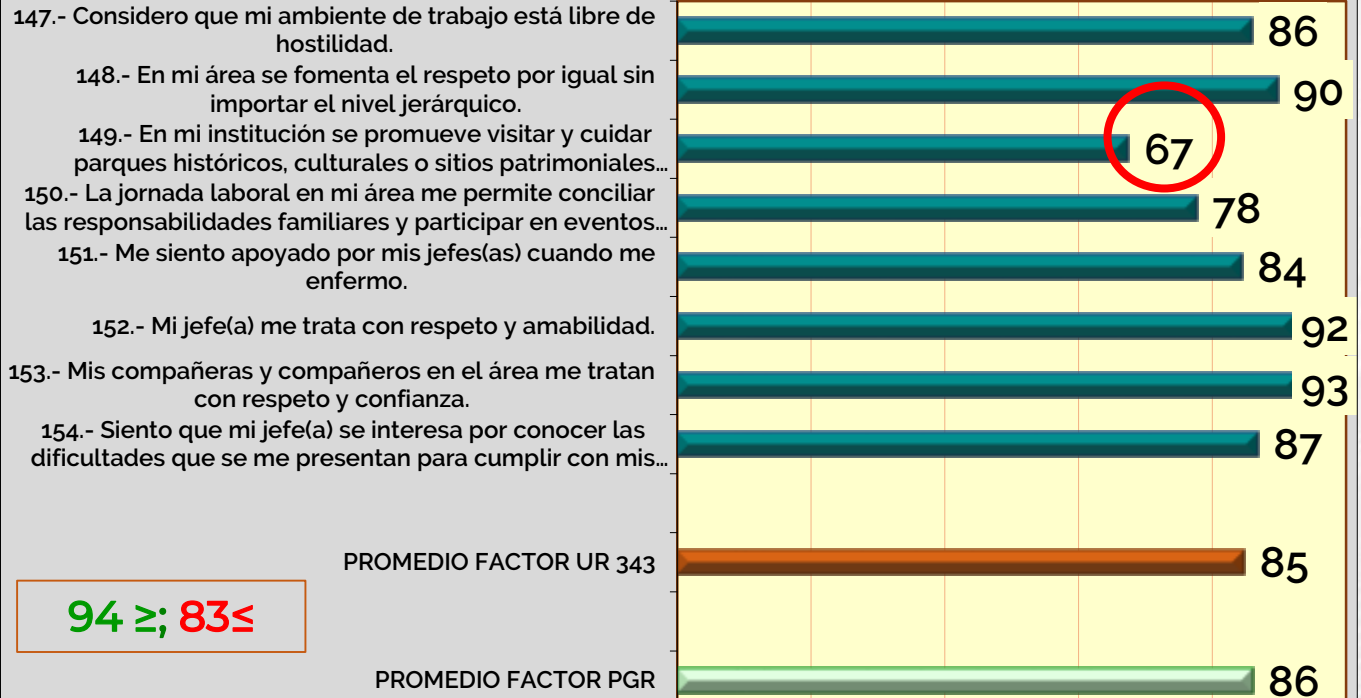 147.- Considero que mi ambiente de trabajo está libre de
hostilidad.
86
148.- En mi área se fomenta el respeto por igual sin
importar el nivel jerárquico.
90
149.- En mi institución se promueve visitar y cuidar
parques históricos, culturales o sitios patrimoniales...
67
150.- La jornada laboral en mi área me permite conciliar
las responsabilidades familiares y participar en eventos...
78
151.- Me siento apoyado por mis jefes(as) cuando me
enfermo.
84
152.- Mi jefe(a) me trata con respeto y amabilidad.
92
153.- Mis compañeras y compañeros en el área me tratan
con respeto y confianza.
93
154.- Siento que mi jefe(a) se interesa por conocer las
dificultades que se me presentan para cumplir con mis...
87
PROMEDIO FACTOR UR 343
85
94 ≥; 83≤
PROMEDIO FACTOR PGR
86